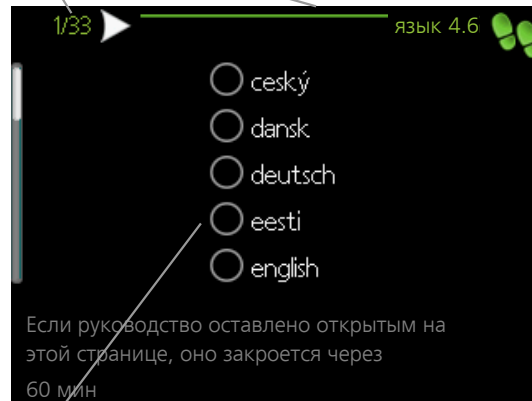 1/33
язык 4.6
ceský
dansk
deutsch
eesti
english
Если руководство оставлено открытым на
этой странице, оно закроется через
60 мин